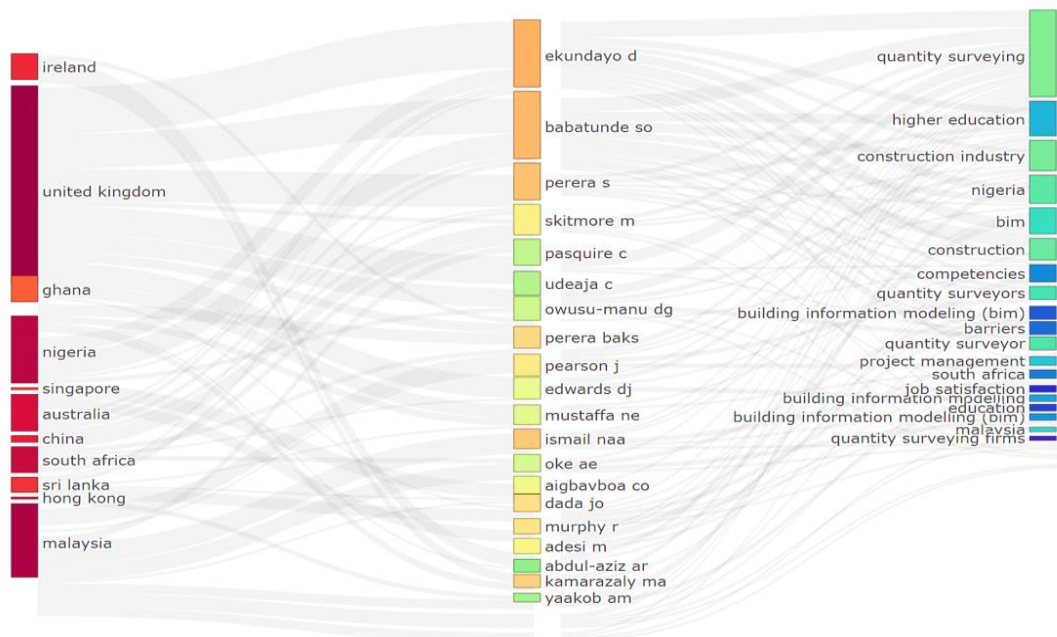 ireland
united kingdom
ghana
nigeria
singapore
australia
china
south africa
sri lanka
hong kong
malaysia
ekundayo d
babatunde so
perera s
skitmore m
pasquire c
udeaja c
owusu-manu dg
perera baks
pearson j
edwards dj
mustaffa ne
ismail naa
oke ae
aigbavboa co
dada jo
murphy r
adesi m
abdul-aziz ar
kamarazaly ma
yaakob am
quantity surveying
higher education
construction industry
nigeria
bim
construction
competencies
quantity surveyors
building information modeling (bim)
barriers
quantity surveyor
project management
south africa
job satisfaction
building information modelling
education
building information modelling (bim)
malaysia
quantity surveying firms